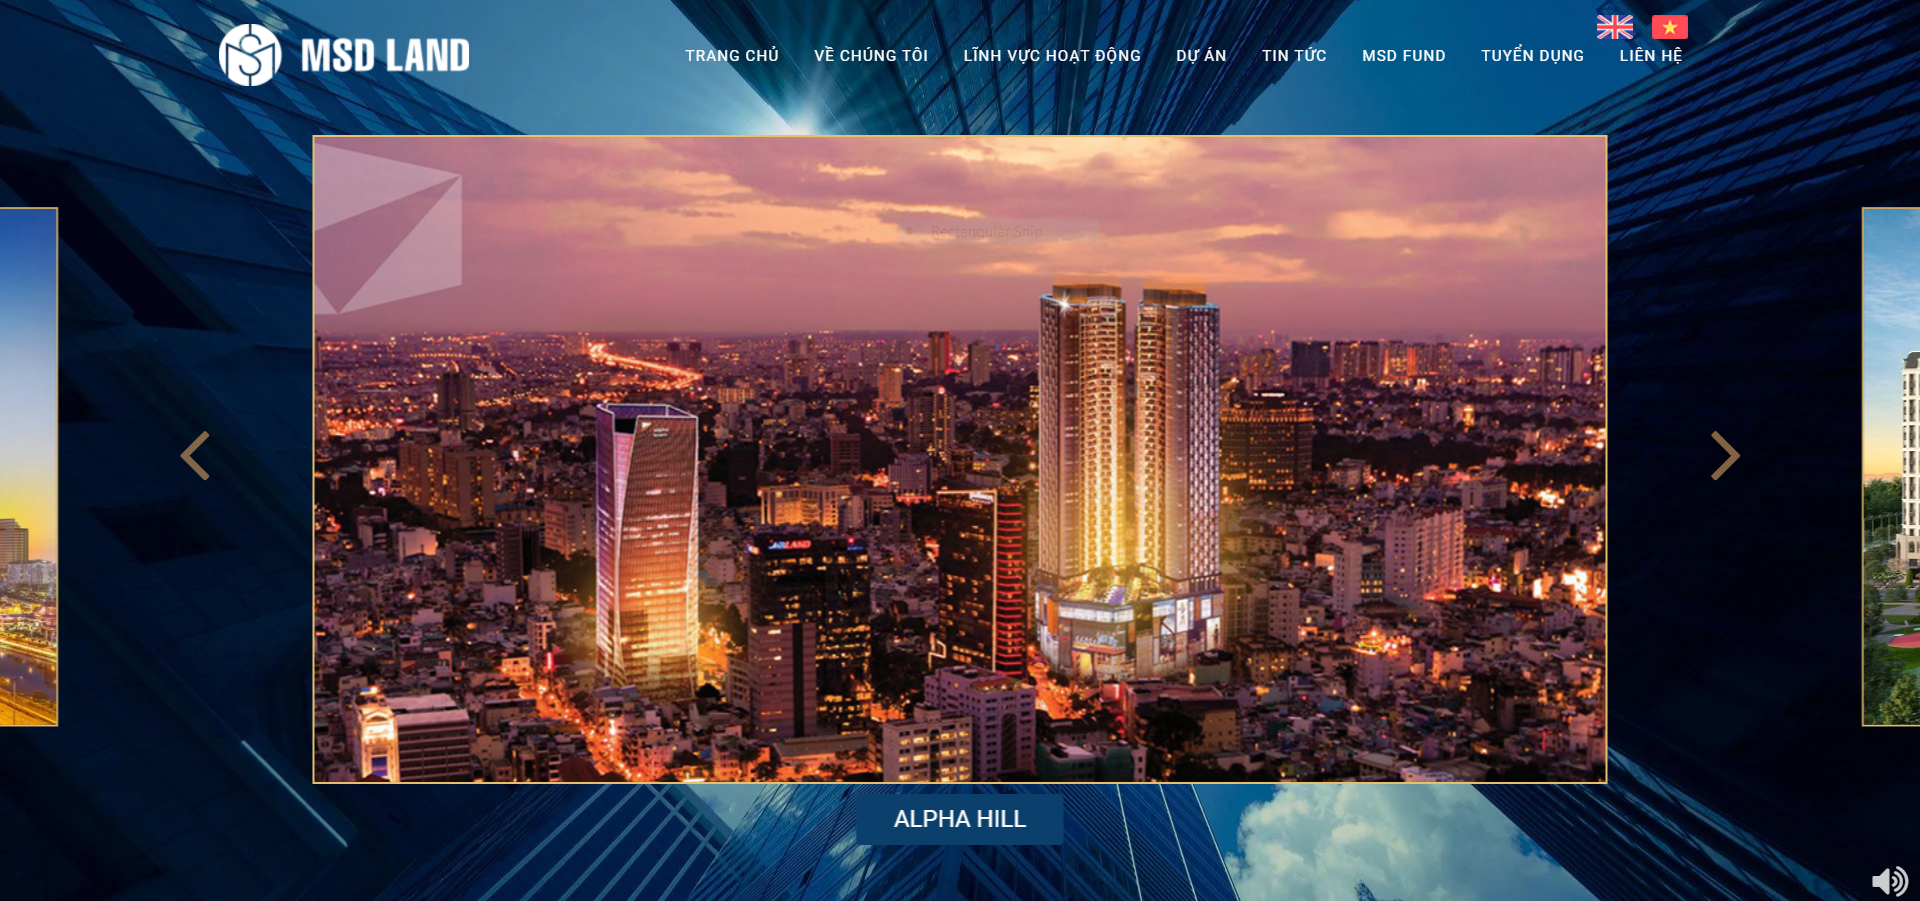 MSD LAND
TRANG CHỦ VỀ CHÚNG TÔI LĨNH VỰC HOẠT ĐỘNG DỰ ÁN TIN TỨC MSD FUND TUYỂN DỤNG LIÊN HỆ
Rectangular Snip
ALPHA HILL